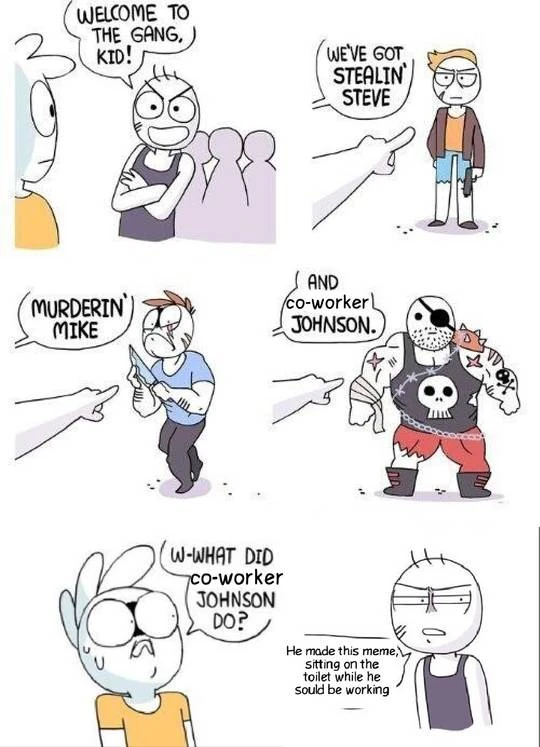 WELCOME TO
THE GANG,
KID!
WE'VE GOT
STEALIN'
STEVE
MURDERIN'
MIKE
AND
co-worker
JOHNSON.
W-WHAT DID
co-worker
JOHNSON
DO?
He made this meme,
sitting on the
toilet while he
sould be working